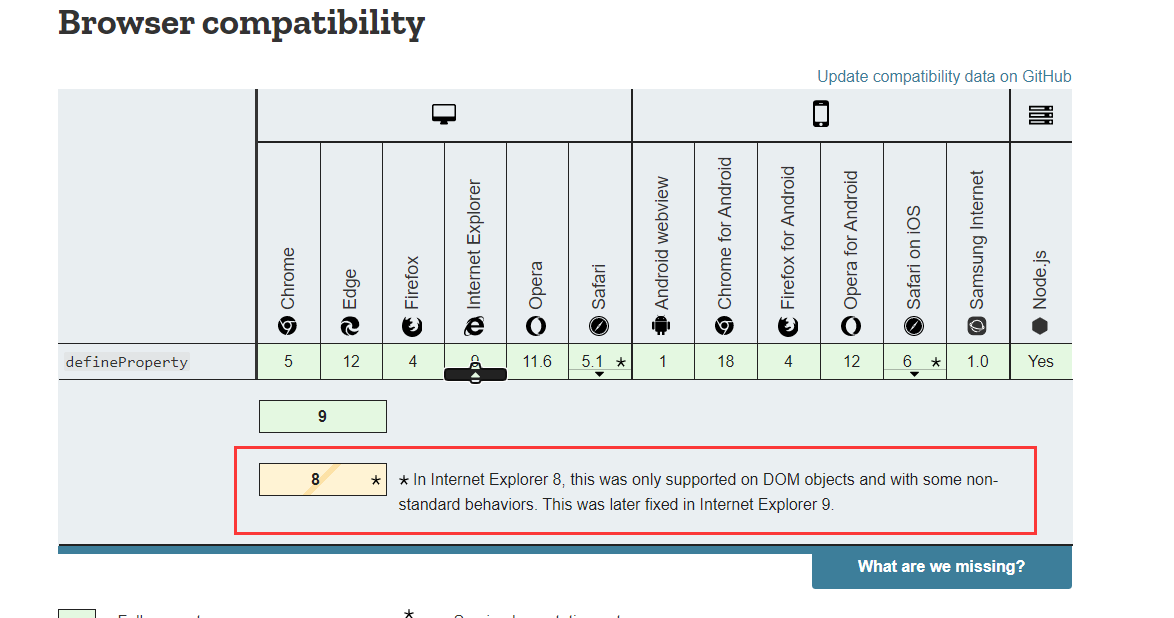 Browser compatibility
Update compatibility data on GitHub
Chrome
Edge
Firefox
Internet Explorer
Opera
Safari
Android webview
Chrome for Android
Firefox for Android
Opera for Android
Safari on iOS
Samsung Internet
Node.js
defineProperty 5 12 4 11.6 5.1 * 1 18 4 12 6 * 1.0 Yes
9
8 * * In Internet Explorer 8, this was only supported on DOM objects and with some non-
standard behaviors. This was later fixed in Internet Explorer 9.
What are we missing?